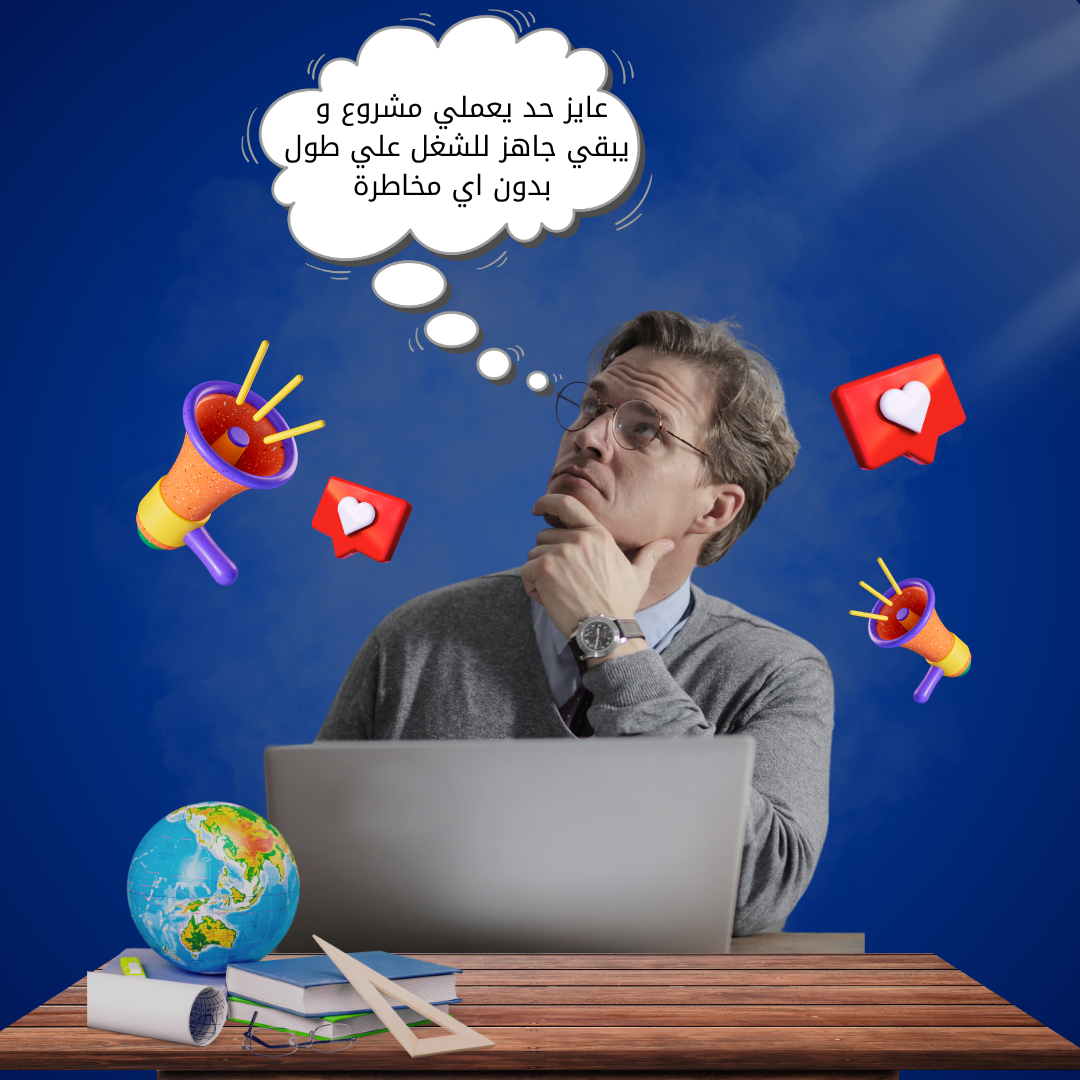 عايز حد يعملي مشروع و
يبقي جاهز للشغل علي طول
بدون اي مخاطرة